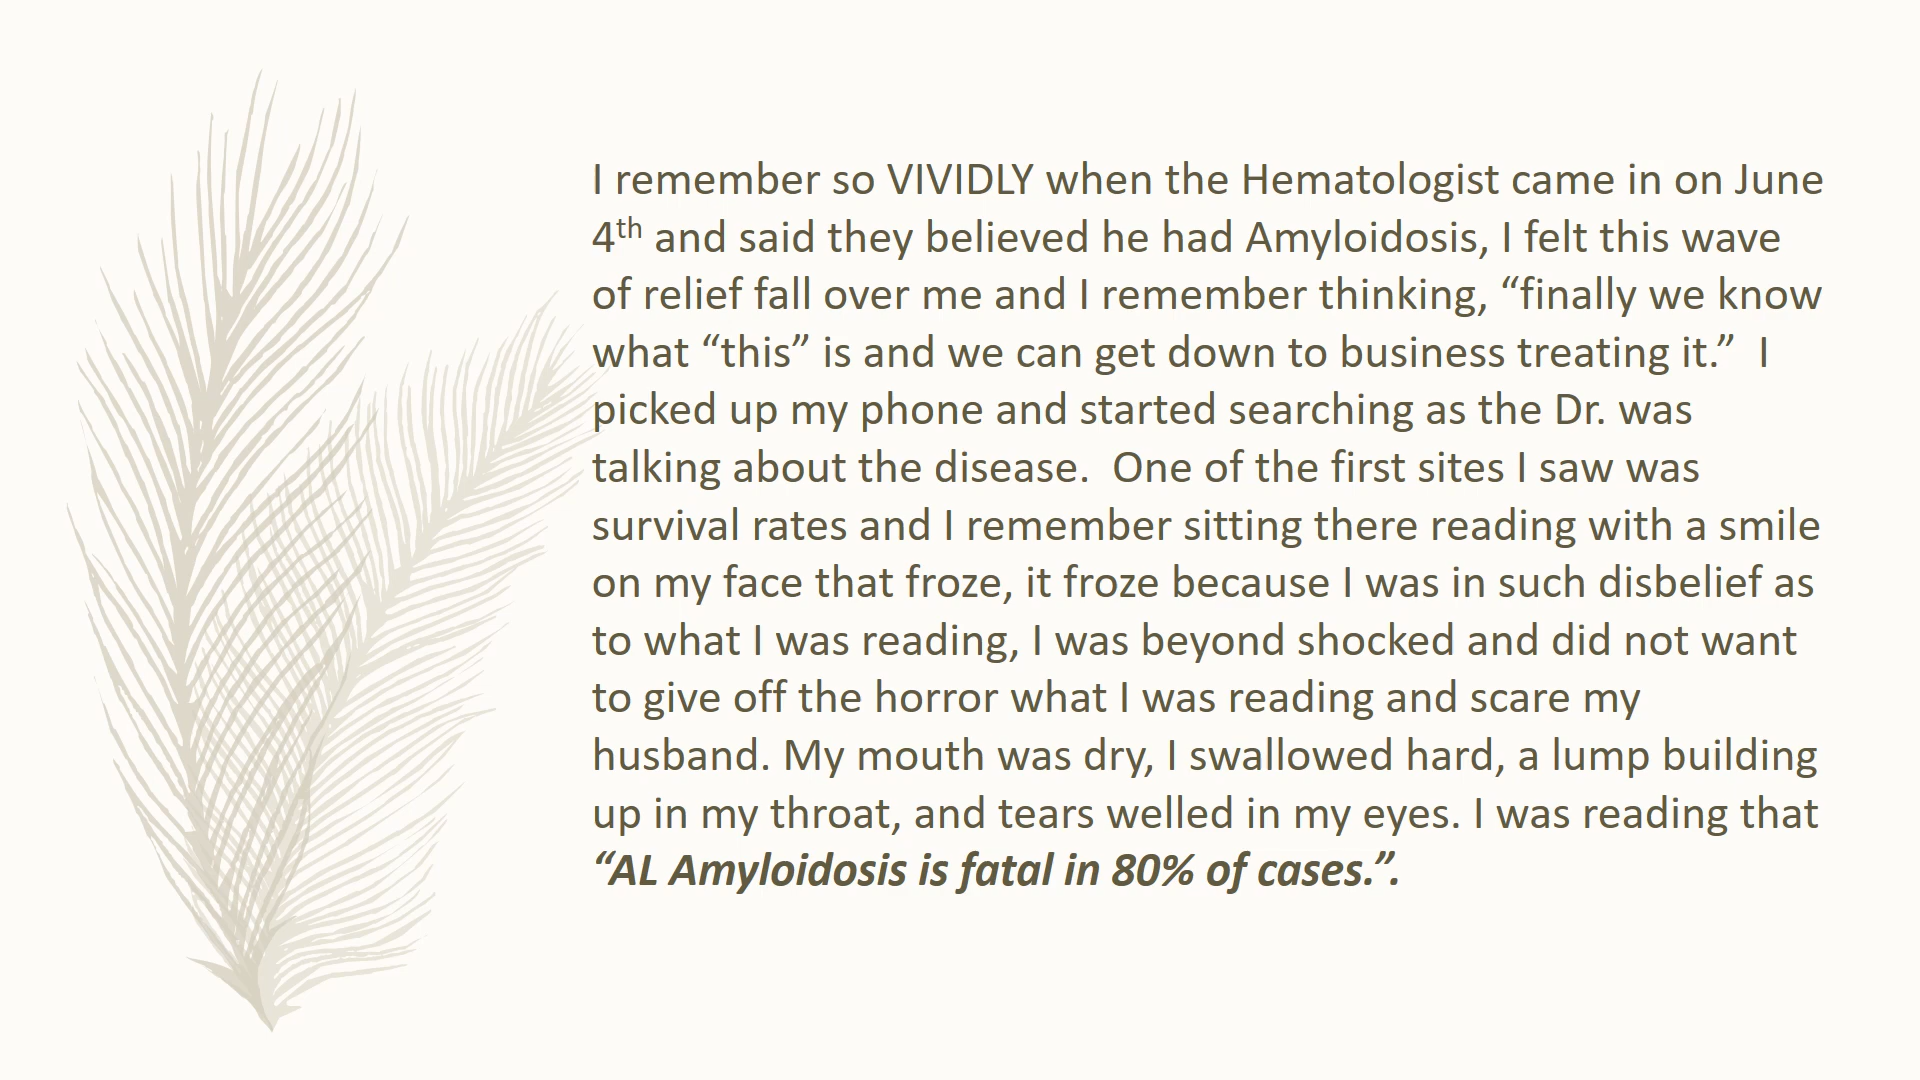 I remember so VIVIDLY when the Hematologist came in on June
4th and said they believed he had Amyloidosis, I felt this wave
of relief fall over me and I remember thinking, “finally we know
what “this” is and we can get down to business treating it.”  I
picked up my phone and started searching as the Dr. was
talking about the disease.  One of the first sites I saw was
survival rates and I remember sitting there reading with a smile
on my face that froze, it froze because I was in such disbelief as
to what I was reading, I was beyond shocked and did not want
to give off the horror what I was reading and scare my
husband. My mouth was dry, I swallowed hard, a lump building
up in my throat, and tears welled in my eyes. I was reading that
“AL Amyloidosis is fatal in 80% of cases.”.